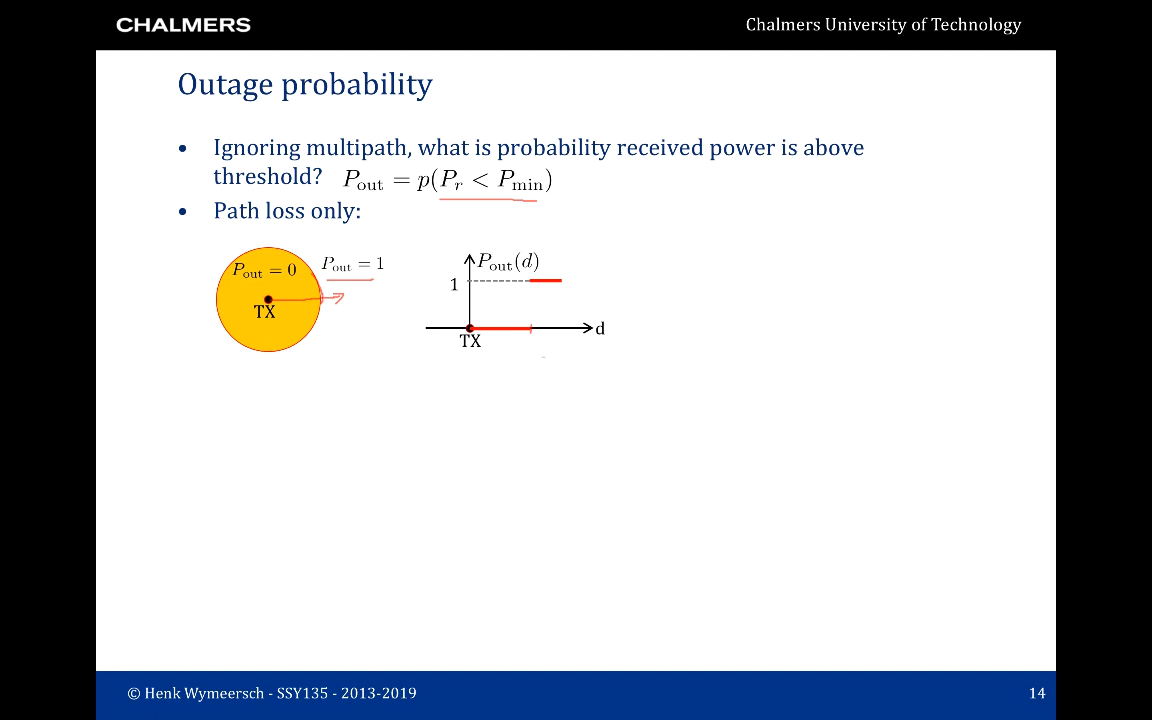 CHALMERS
Chalmers University of Technology
Outage probability
• Ignoring multipath, what is probability received power is above
threshold? P_out = p(P_r < P_min)
• Path loss only:
P_out = 0
P_out = 1
TX
P_out(d)
1
d
TX
© Henk Wymeersch - SSY135 - 2013-2019
14